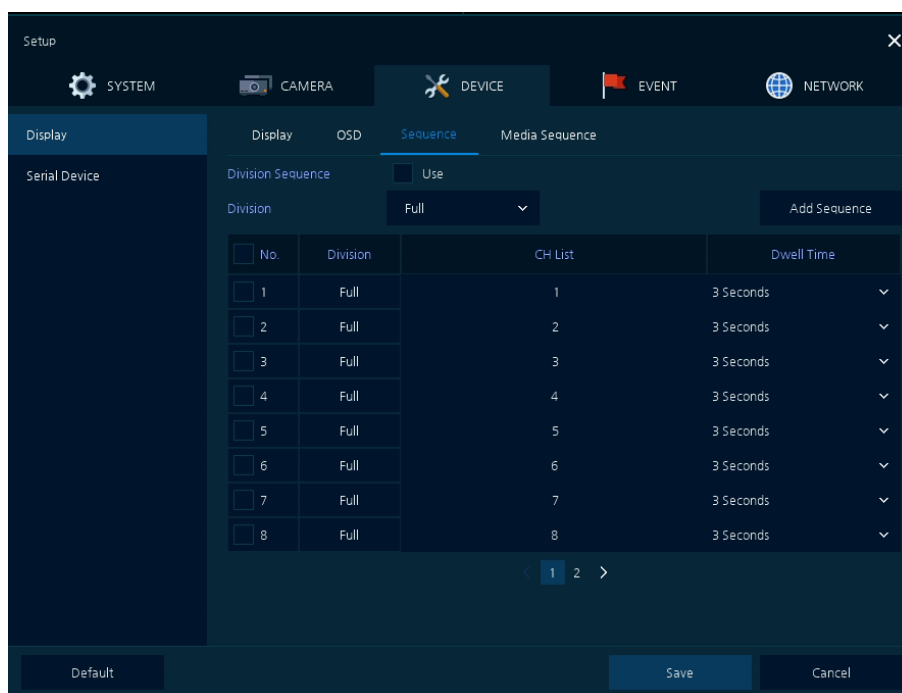 Setup
SYSTEM CAMERA DEVICE EVENT NETWORK
Display Display OSD Sequence Media Sequence
Serial Device Division Sequence Use
Division Full Add Sequence
No. Division CH List Dwell Time
1 Full 1 3 Seconds
2 Full 2 3 Seconds
3 Full 3 3 Seconds
4 Full 4 3 Seconds
5 Full 5 3 Seconds
6 Full 6 3 Seconds
7 Full 7 3 Seconds
8 Full 8 3 Seconds
1 2
Default Save Cancel